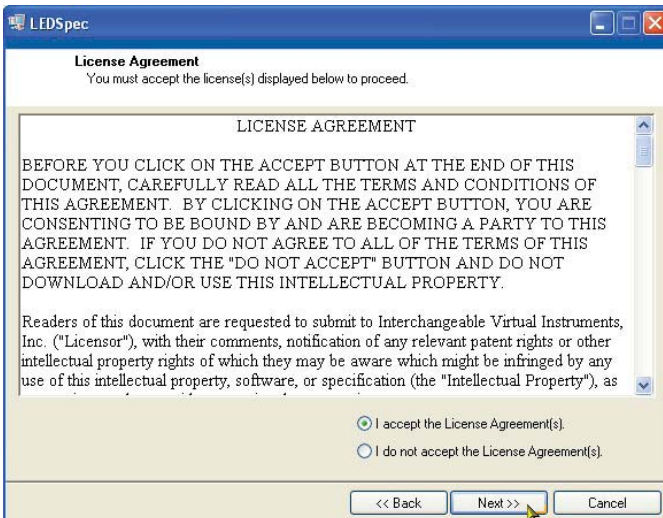 LEDSpec
License Agreement
You must accept the license(s) displayed below to proceed.
LICENSE AGREEMENT
BEFORE YOU CLICK ON THE ACCEPT BUTTON AT THE END OF THIS
DOCUMENT, CAREFULLY READ ALL THE TERMS AND CONDITIONS OF
THIS AGREEMENT.  BY CLICKING ON THE ACCEPT BUTTON, YOU ARE
CONSENTING TO BE BOUND BY AND ARE BECOMING A PARTY TO THIS
AGREEMENT.  IF YOU DO NOT AGREE TO ALL OF THE TERMS OF THIS
AGREEMENT, CLICK THE "DO NOT ACCEPT" BUTTON AND DO NOT
DOWNLOAD AND/OR USE THIS INTELLECTUAL PROPERTY.
Readers of this document are requested to submit to Interchangeable Virtual Instruments,
Inc. ("Licensor"), with their comments, notification of any relevant patent rights or other
intellectual property rights of which they may be aware which might be infringed by any
use of this intellectual property, software, or specification (the "Intellectual Property"), as
I accept the License Agreement(s).
I do not accept the License Agreement(s).
<< Back
Next >>
Cancel